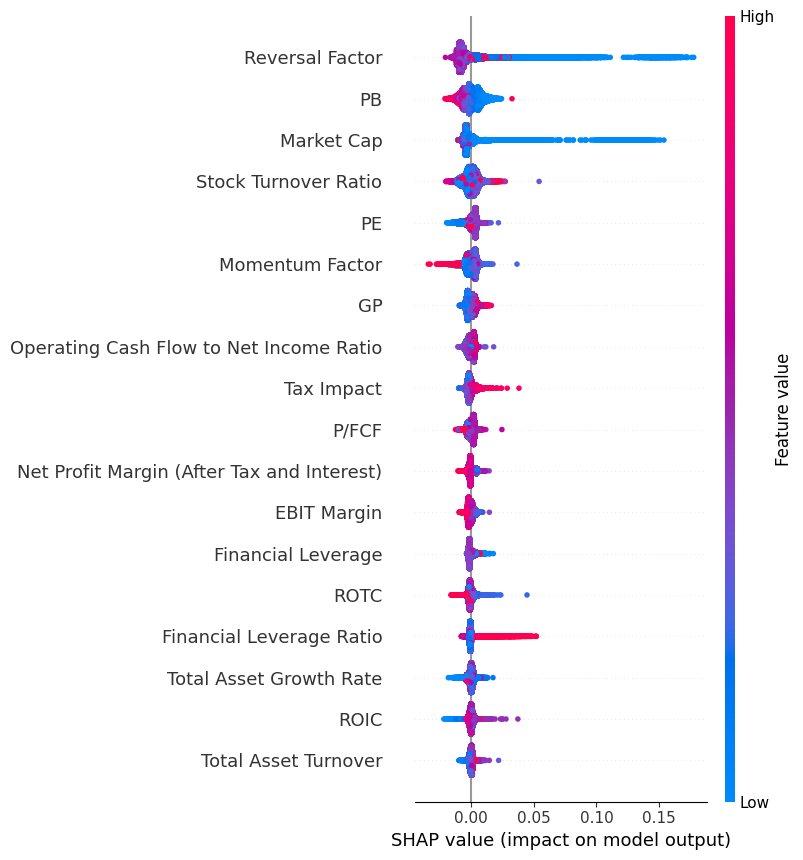 High
Reversal Factor
PB
Market Cap
Stock Turnover Ratio
PE
Momentum Factor
GP
Operating Cash Flow to Net Income Ratio
Tax Impact
P/FCF
Net Profit Margin (After Tax and Interest)
EBIT Margin
Financial Leverage
ROTC
Financial Leverage Ratio
Total Asset Growth Rate
ROIC
Total Asset Turnover
Feature value
Low
0.00 0.05 0.10 0.15
SHAP value (impact on model output)